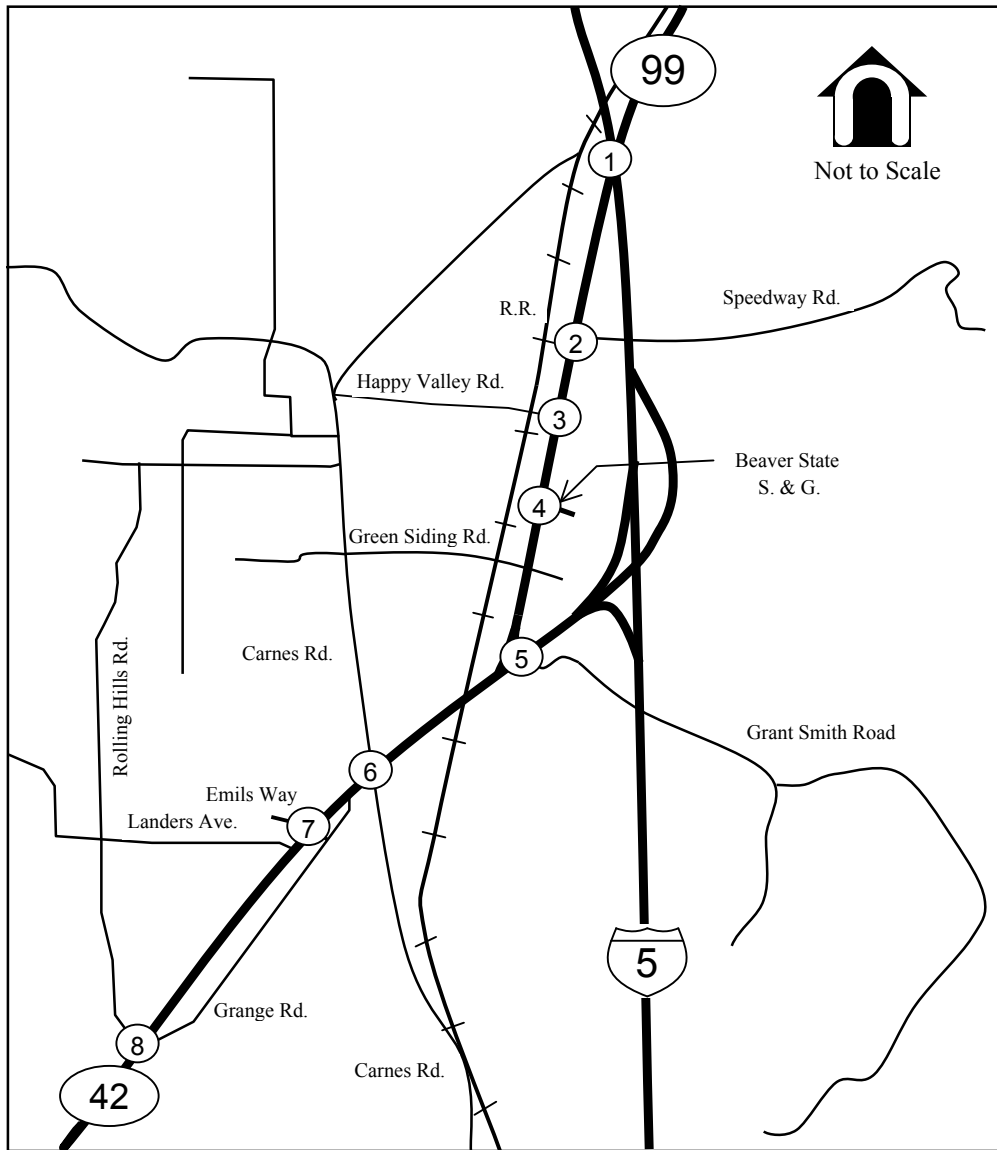 99
1
Not to Scale
Speedway Rd.
R.R.
2
Happy Valley Rd.
3
Beaver State
S. & G.
4
Green Siding Rd.
Rolling Hills Rd.
Carnes Rd.
5
Grant Smith Road
6
Emils Way
Landers Ave.
7
5
Grange Rd.
8
Carnes Rd.
42